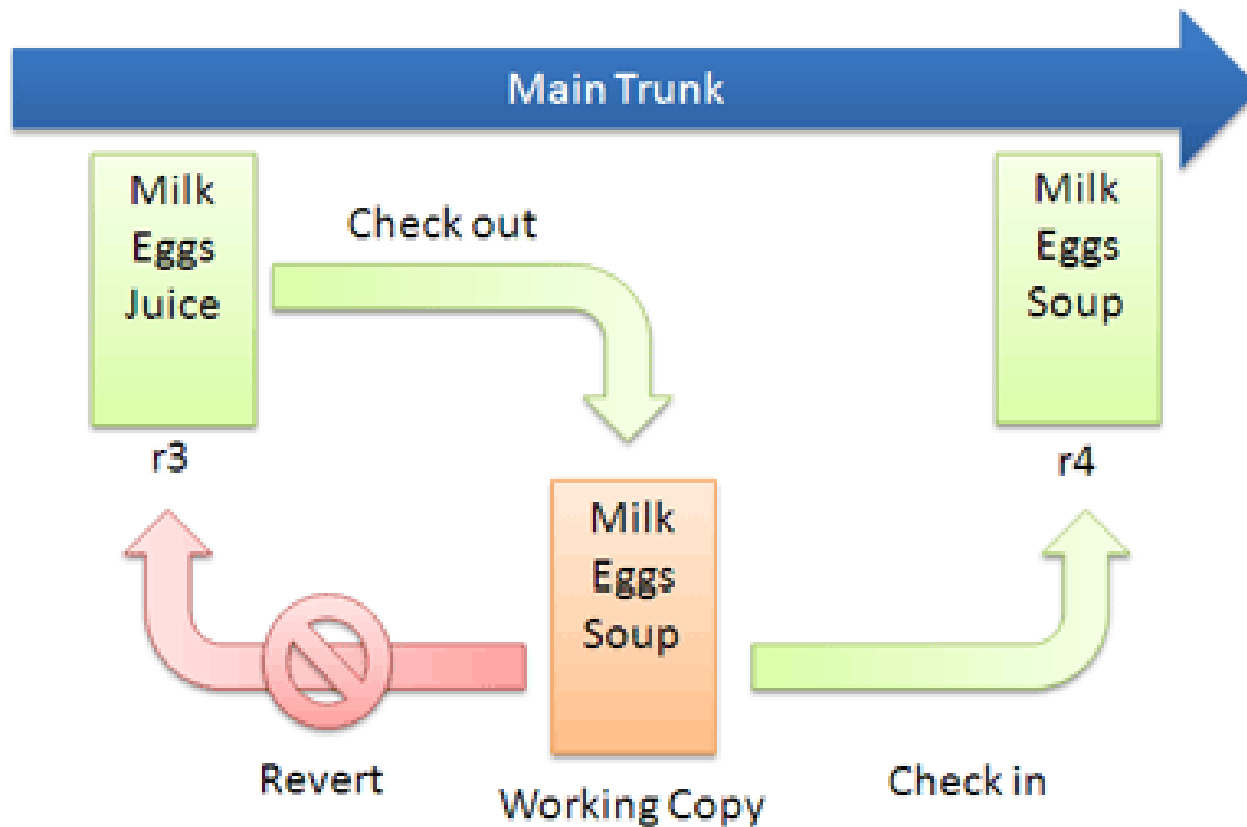 Main Trunk
Milk
Eggs
Juice
r3
Check out
Milk
Eggs
Soup
r4
Milk
Eggs
Soup
Working Copy
Revert
Check in